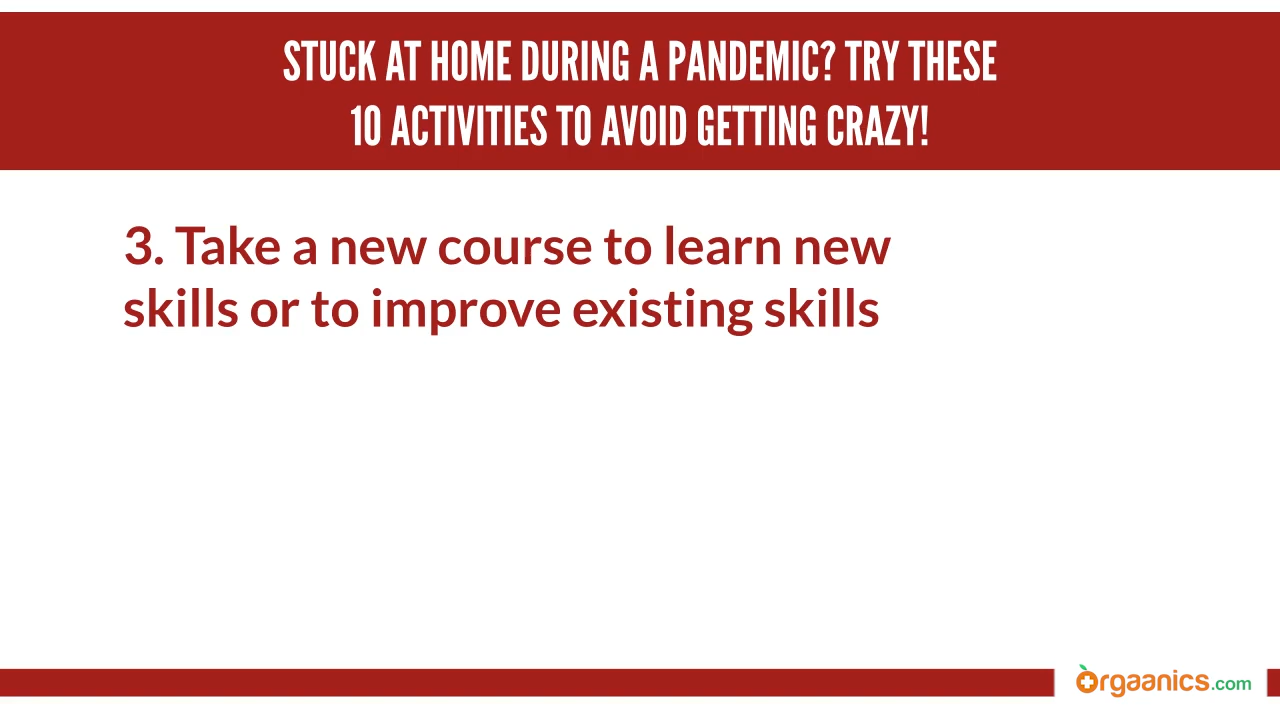 STUCK AT HOME DURING A PANDEMIC? TRY THESE
10 ACTIVITIES TO AVOID GETTING CRAZY!
3. Take a new course to learn new
skills or to improve existing skills
Orgaanics.com